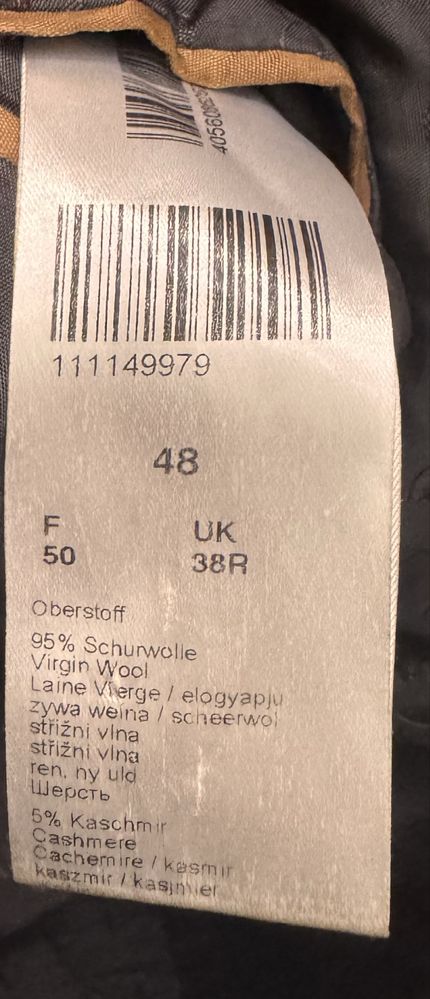 111149979
48
F UK
50 38R
Oberstoff
95% Schurwolle
Virgin Wool
Laine Vierge / elogyapju
zywa welna / scheerwol
střižní vlna
střižní vlna
ren, ny uld
Шерсть
5% Kaschmir
Cashmere
Cachemire / kasmir
kaszmir / kasjmier